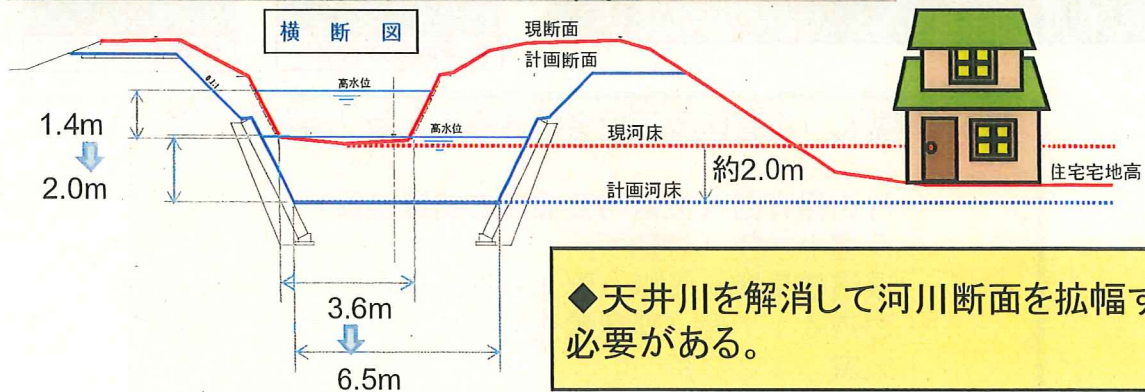 横断図
現断面
計画断面
高水位
1.4m
高水位
現河床
2.0m
約2.0m
住宅宅地高
計画河床
3.6m
6.5m
◆天井川を解消して河川断面を拡幅す
必要がある。